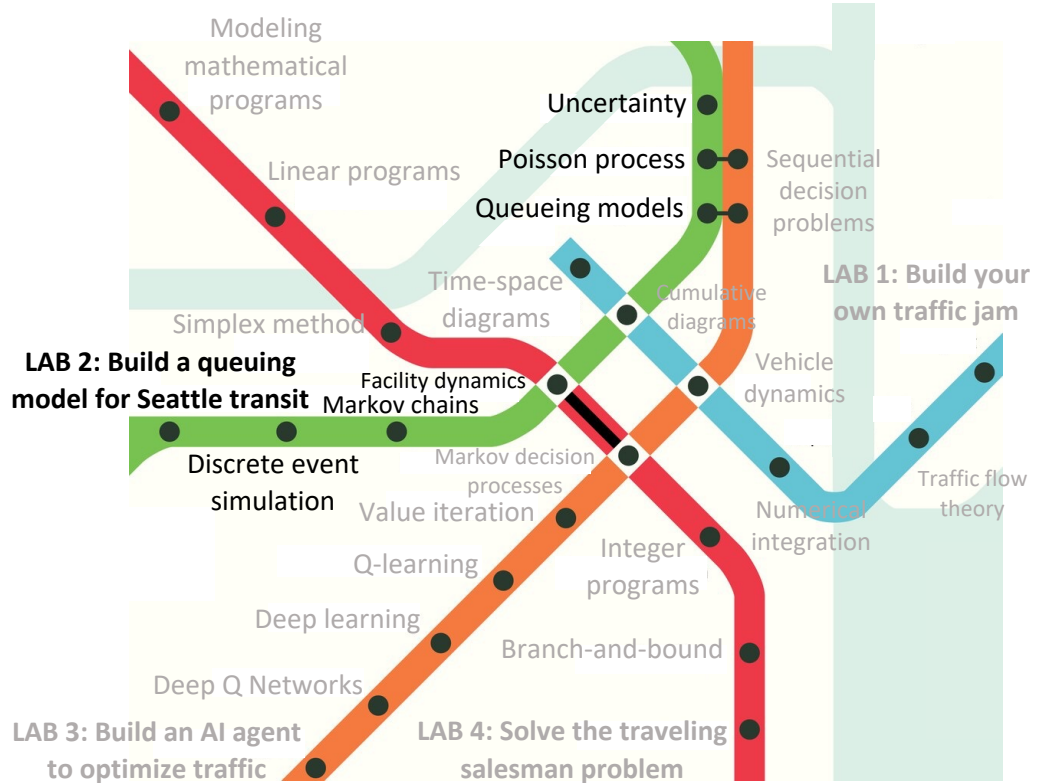 Modeling
mathematical
programs
Linear programs
Simplex method
Uncertainty
Poisson process
Queueing models
Sequential
decision
problems
Time-space
diagrams
Cumulative
diagrams
LAB 1: Build your
own traffic jam
Vehicle
dynamics
LAB 2: Build a queuing
model for Seattle transit
Facility dynamics
Markov chains
Discrete event
simulation
Markov decision
processes
Value iteration
Q-learning
Deep learning
Deep Q Networks
LAB 3: Build an AI agent
to optimize traffic
Integer
programs
Branch-and-bound
LAB 4: Solve the traveling
salesman problem
Numerical
integration
Traffic flow
theory